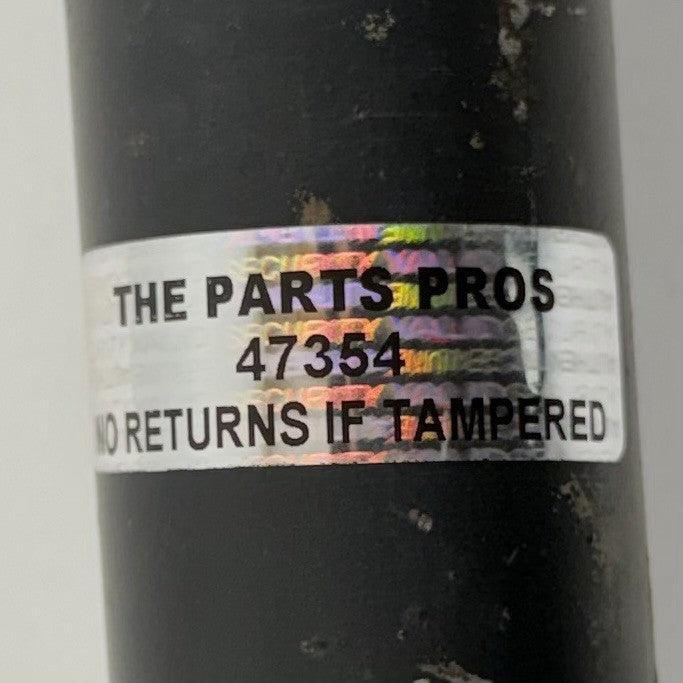 THE PARTS PROS
47354
NO RETURNS IF TAMPERED